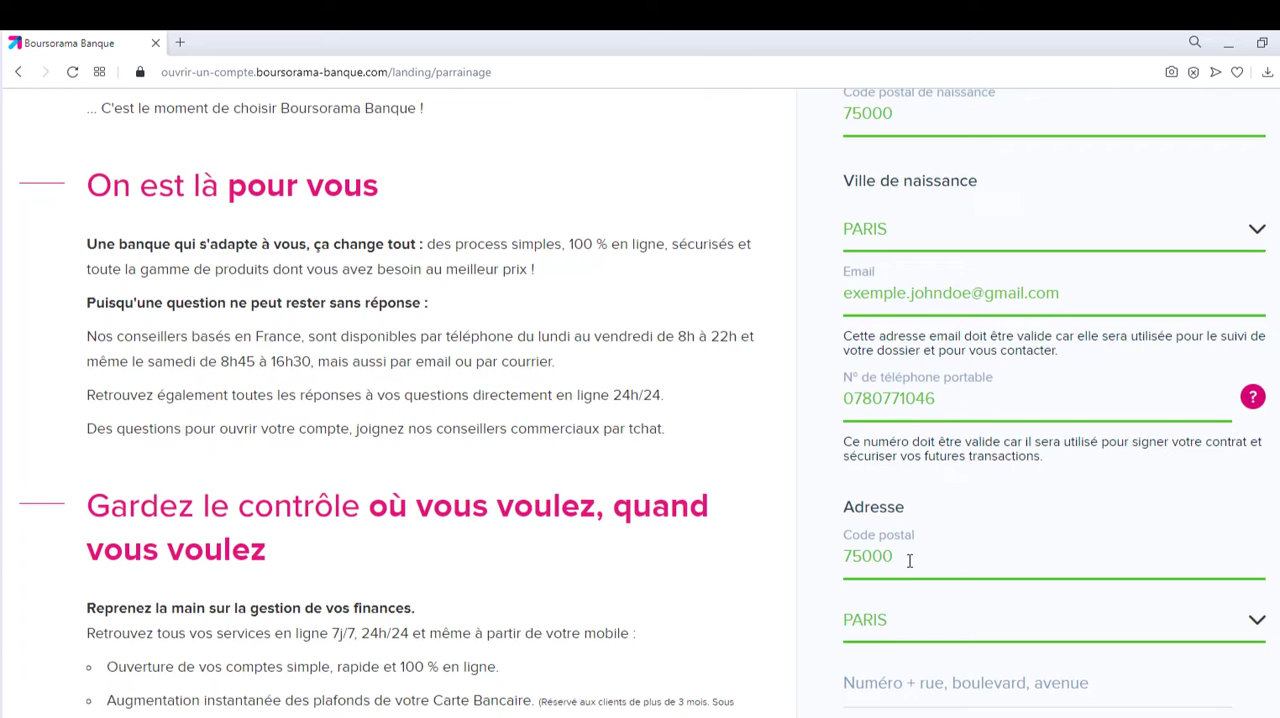 Boursorama Banque
ouvrir-un-compte.boursorama-banque.com/landing/parrainage
... C'est le moment de choisir Boursorama Banque !
On est là pour vous
Une banque qui s'adapte à vous, ça change tout : des process simples, 100 % en ligne, sécurisés et
toute la gamme de produits dont vous avez besoin au meilleur prix !
Puisqu'une question ne peut rester sans réponse :
Nos conseillers basés en France, sont disponibles par téléphone du lundi au vendredi de 8h à 22h et
même le samedi de 8h45 à 16h30, mais aussi par email ou par courrier.
Retrouvez également toutes les réponses à vos questions directement en ligne 24h/24.
Des questions pour ouvrir votre compte, joignez nos conseillers commerciaux par tchat.
Gardez le contrôle où vous voulez, quand
vous voulez
Reprenez la main sur la gestion de vos finances.
Retrouvez tous vos services en ligne 7j/7, 24h/24 et même à partir de votre mobile :
Ouverture de vos comptes simple, rapide et 100 % en ligne.
Augmentation instantanée des plafonds de votre Carte Bancaire. (Réservé aux clients de plus de 3 mois. Sous
Code postal de naissance
75000
Ville de naissance
PARIS
Email
exemple.johndoe@gmail.com
Cette adresse email doit être valide car elle sera utilisée pour le suivi de
votre dossier et pour vous contacter.
N° de téléphone portable
0780771046
?
Ce numéro doit être valide car il sera utilisé pour signer votre contrat et
sécuriser vos futures transactions.
Adresse
Code postal
75000
PARIS
Numéro + rue, boulevard, avenue